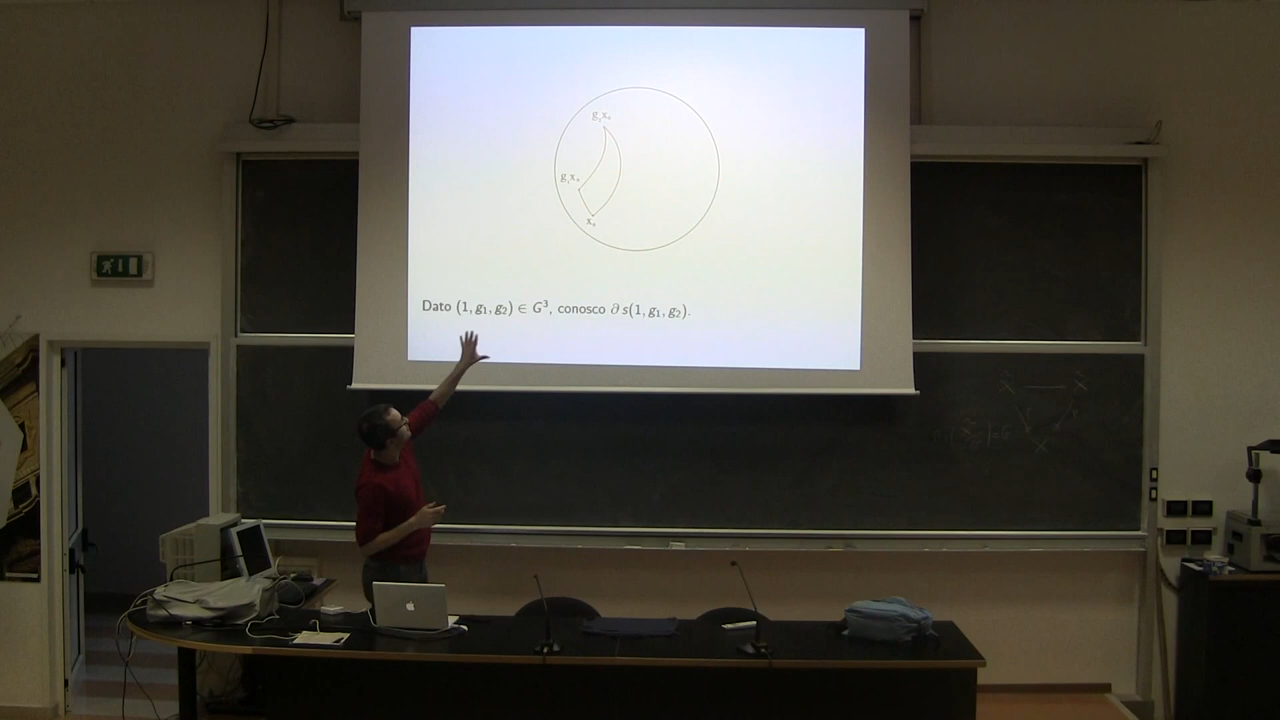 g₂x₀
g₁x₀
x₀
Dato (1, g₁, g₂) ∈ G³, conosco ∂ s(1, g₁, g₂).